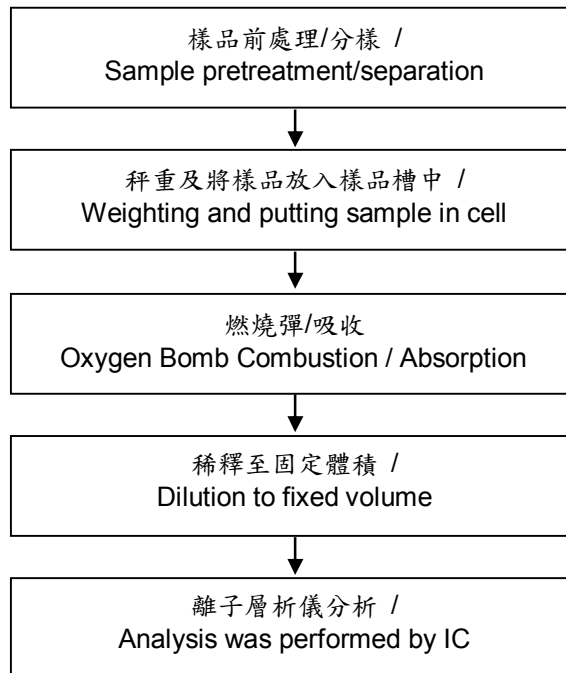 樣品前處理/分樣 /
Sample pretreatment/separation
秤重及將樣品放入樣品槽中 /
Weighting and putting sample in cell
燃燒彈/吸收
Oxygen Bomb Combustion / Absorption
稀釋至固定體積 /
Dilution to fixed volume
離子層析儀分析 /
Analysis was performed by IC